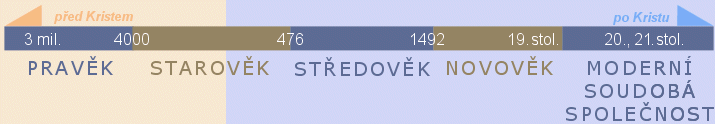 před Kristem po Kristu
3 mil. 4000 476 1492 19. stol. 20., 21. stol.
PRAVĚK STAROVĚK STŘEDOVĚK NOVOVĚK MODERNÍ
SOUDOBÁ
SPOLEČNOST